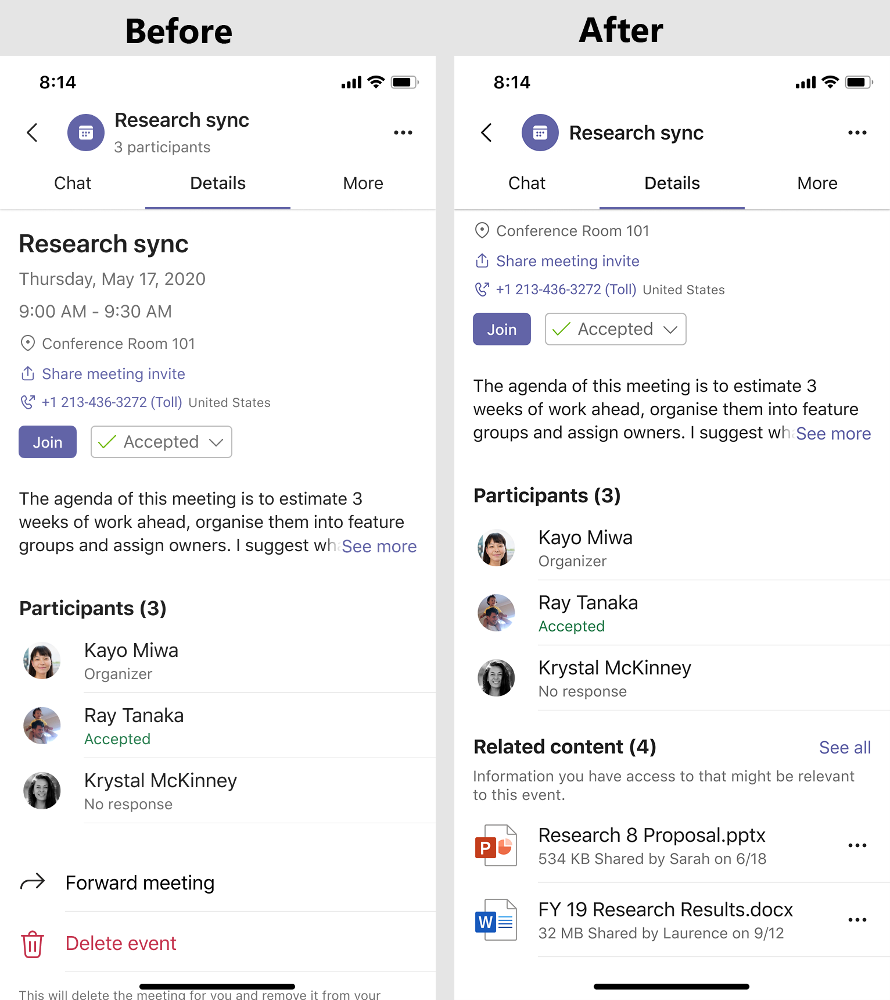 Before
8:14
Research sync
3 participants
Chat Details More
Research sync
Thursday, May 17, 2020
9:00 AM - 9:30 AM
Conference Room 101
Share meeting invite
+1 213-436-3272 (Toll) United States
Join Accepted
The agenda of this meeting is to estimate 3
weeks of work ahead, organise them into feature
groups and assign owners. I suggest wha See more
Participants (3)
Kayo Miwa
Organizer
Ray Tanaka
Accepted
Krystal McKinney
No response
Forward meeting
Delete event
This will delete the meeting for you and remove it from your
After
8:14
Research sync
Chat Details More
Conference Room 101
Share meeting invite
+1 213-436-3272 (Toll) United States
Join Accepted
The agenda of this meeting is to estimate 3
weeks of work ahead, organise them into feature
groups and assign owners. I suggest wha See more
Participants (3)
Kayo Miwa
Organizer
Ray Tanaka
Accepted
Krystal McKinney
No response
Related content (4) See all
Information you have access to that might be relevant
to this event.
P
Research 8 Proposal.pptx
534 KB Shared by Sarah on 6/18
W
FY 19 Research Results.docx
32 MB Shared by Laurence on 9/12